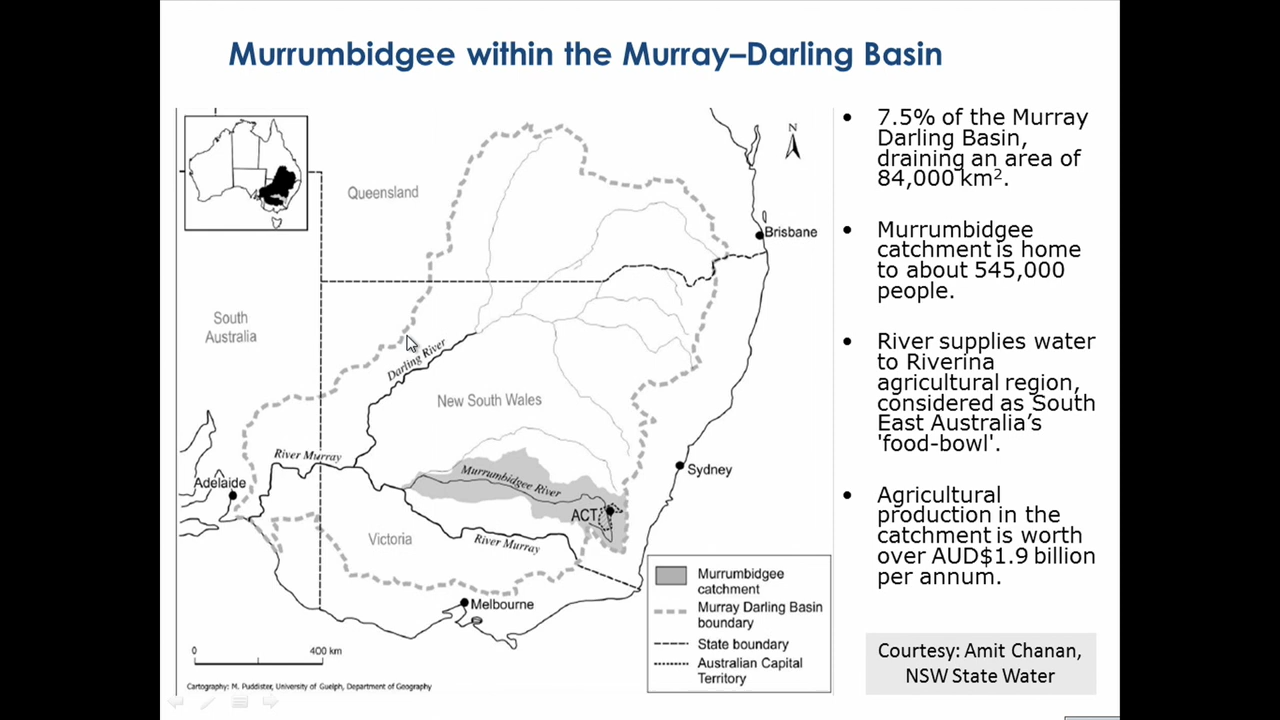 Murrumbidgee within the Murray–Darling Basin
Queensland
N
Brisbane
South
Australia
Darling River
New South Wales
River Murray
Adelaide
Murrumbidgee River
Sydney
ACT
Victoria
River Murray
Melbourne
400 km
0
Murrumbidgee
catchment
Murray Darling Basin
boundary
State boundary
Australian Capital
Territory
Cartography: M. Puddister, University of Guelph, Department of Geography
• 7.5% of the Murray
Darling Basin,
draining an area of
84,000 km².
• Murrumbidgee
catchment is home
to about 545,000
people.
• River supplies water
to Riverina
agricultural region,
considered as South
East Australia’s
'food-bowl'.
• Agricultural
production in the
catchment is worth
over AUD$1.9 billion
per annum.
Courtesy: Amit Chanan,
NSW State Water